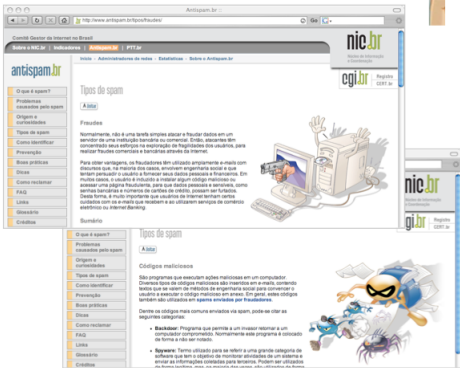 Antispam.br ::
http://www.antispam.br/tipos/fraudes/
Go
Comitê Gestor da Internet no Brasil
Sobre o NIC.br | Indicadores | Antispam.br | PTT.br
nic.br
Núcleo de Informação
e Coordenação
Início - Administradores de redes - Estatísticas - Sobre o Antispam.br
antispam.br
cgi.br
Registro
CERT.br
O que é spam?
Problemas
causados pelo spam
Origem e
curiosidades
Tipos de spam
Como identificar
Prevenção
Boas práticas
Dicas
Como reclamar
FAQ
Links
Glossário
Créditos
Tipos de spam
A lista
Fraudes
Normalmente, não é uma tarefa simples atacar e fraudar dados em um
servidor de uma instituição bancária ou comercial. Então, atacantes têm
concentrado seus esforços na exploração de fragilidades dos usuários, para
realizar fraudes comerciais e bancárias através da Internet.
Para obter vantagens, os fraudadores têm utilizado amplamente e-mails com
discursos que, na maioria dos casos, envolvem engenharia social e que
tentam persuadir o usuário a fornecer seus dados pessoais e financeiros. Em
muitos casos, o usuário é induzido a instalar algum código malicioso ou
acessar uma página fraudulenta, para que dados pessoais e sensíveis, como
senhas bancárias e números de cartões de crédito, possam ser furtados.
Desta forma, é muito importante que usuários de Internet tenham certos
cuidados com os e-mails que recebem e ao utilizarem serviços de comércio
eletrônico ou Internet Banking.
Sumário
nic.br
cgi.br
O que é spam?
Problemas
causados pelo spam
Origem e
curiosidades
Tipos de spam
Como identificar
Prevenção
Boas práticas
Dicas
Como reclamar
FAQ
Links
Glossário
Créditos
Tipos de spam
A lista
Códigos maliciosos
São programas que executam ações maliciosas em um computador.
Diversos tipos de códigos maliciosos são inseridos em e-mails, contendo
textos que se valem de métodos de engenharia social para convencer o
usuário a executar o código malicioso em anexo. Em geral, estes códigos
também são utilizados em spams enviados por fraudadores.
Dentre os códigos mais comuns enviados via spam, pode-se citar as
seguintes categorias:
Backdoor: Programa que permite a um invasor retornar a um
computador comprometido. Normalmente este programa é colocado
de forma a não ser notado.
Spyware: Termo utilizado para se referir a uma grande categoria de
software que tem o objetivo de monitorar atividades de um sistema e
enviar as informações coletadas para terceiros. Podem ser utilizados